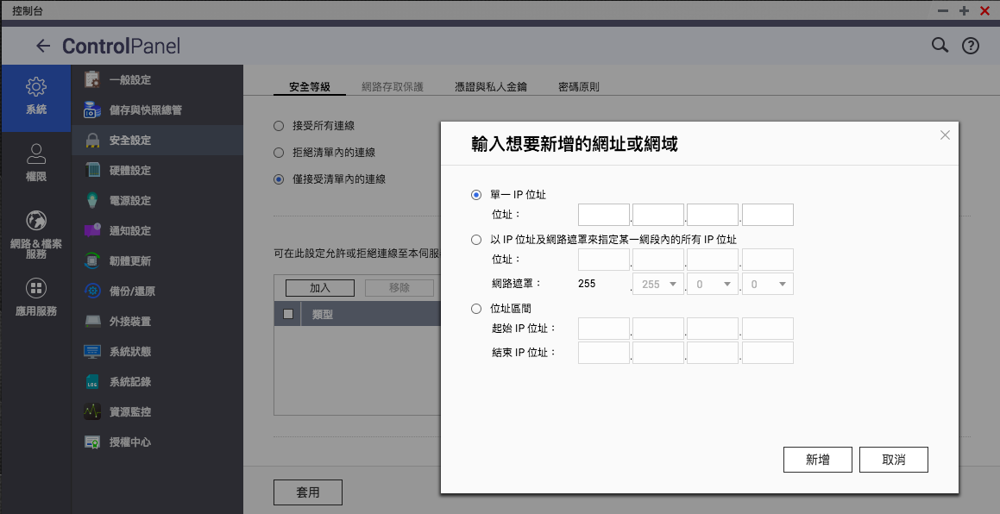 控制台
ControlPanel
系統
權限
網路&檔案
服務
應用服務
一般設定
儲存與快照總管
安全設定
硬體設定
電源設定
通知設定
韌體更新
備份/還原
外接裝置
系統狀態
系統記錄
資源監控
授權中心
安全等級 網路存取保護 憑證與私人金鑰 密碼原則
接受所有連線
拒絕清單內的連線
僅接受清單內的連線
可在此設定允許或拒絕連線至本伺服
加入 移除
類型
套用
輸入想要新增的網址或網域
單一 IP 位址
位址：
以 IP 位址及網路遮罩來指定某一網段內的所有 IP 位址
位址：
網路遮罩： 255 . 255 . 0 . 0
位址區間
起始 IP 位址：
結束 IP 位址：
新增 取消